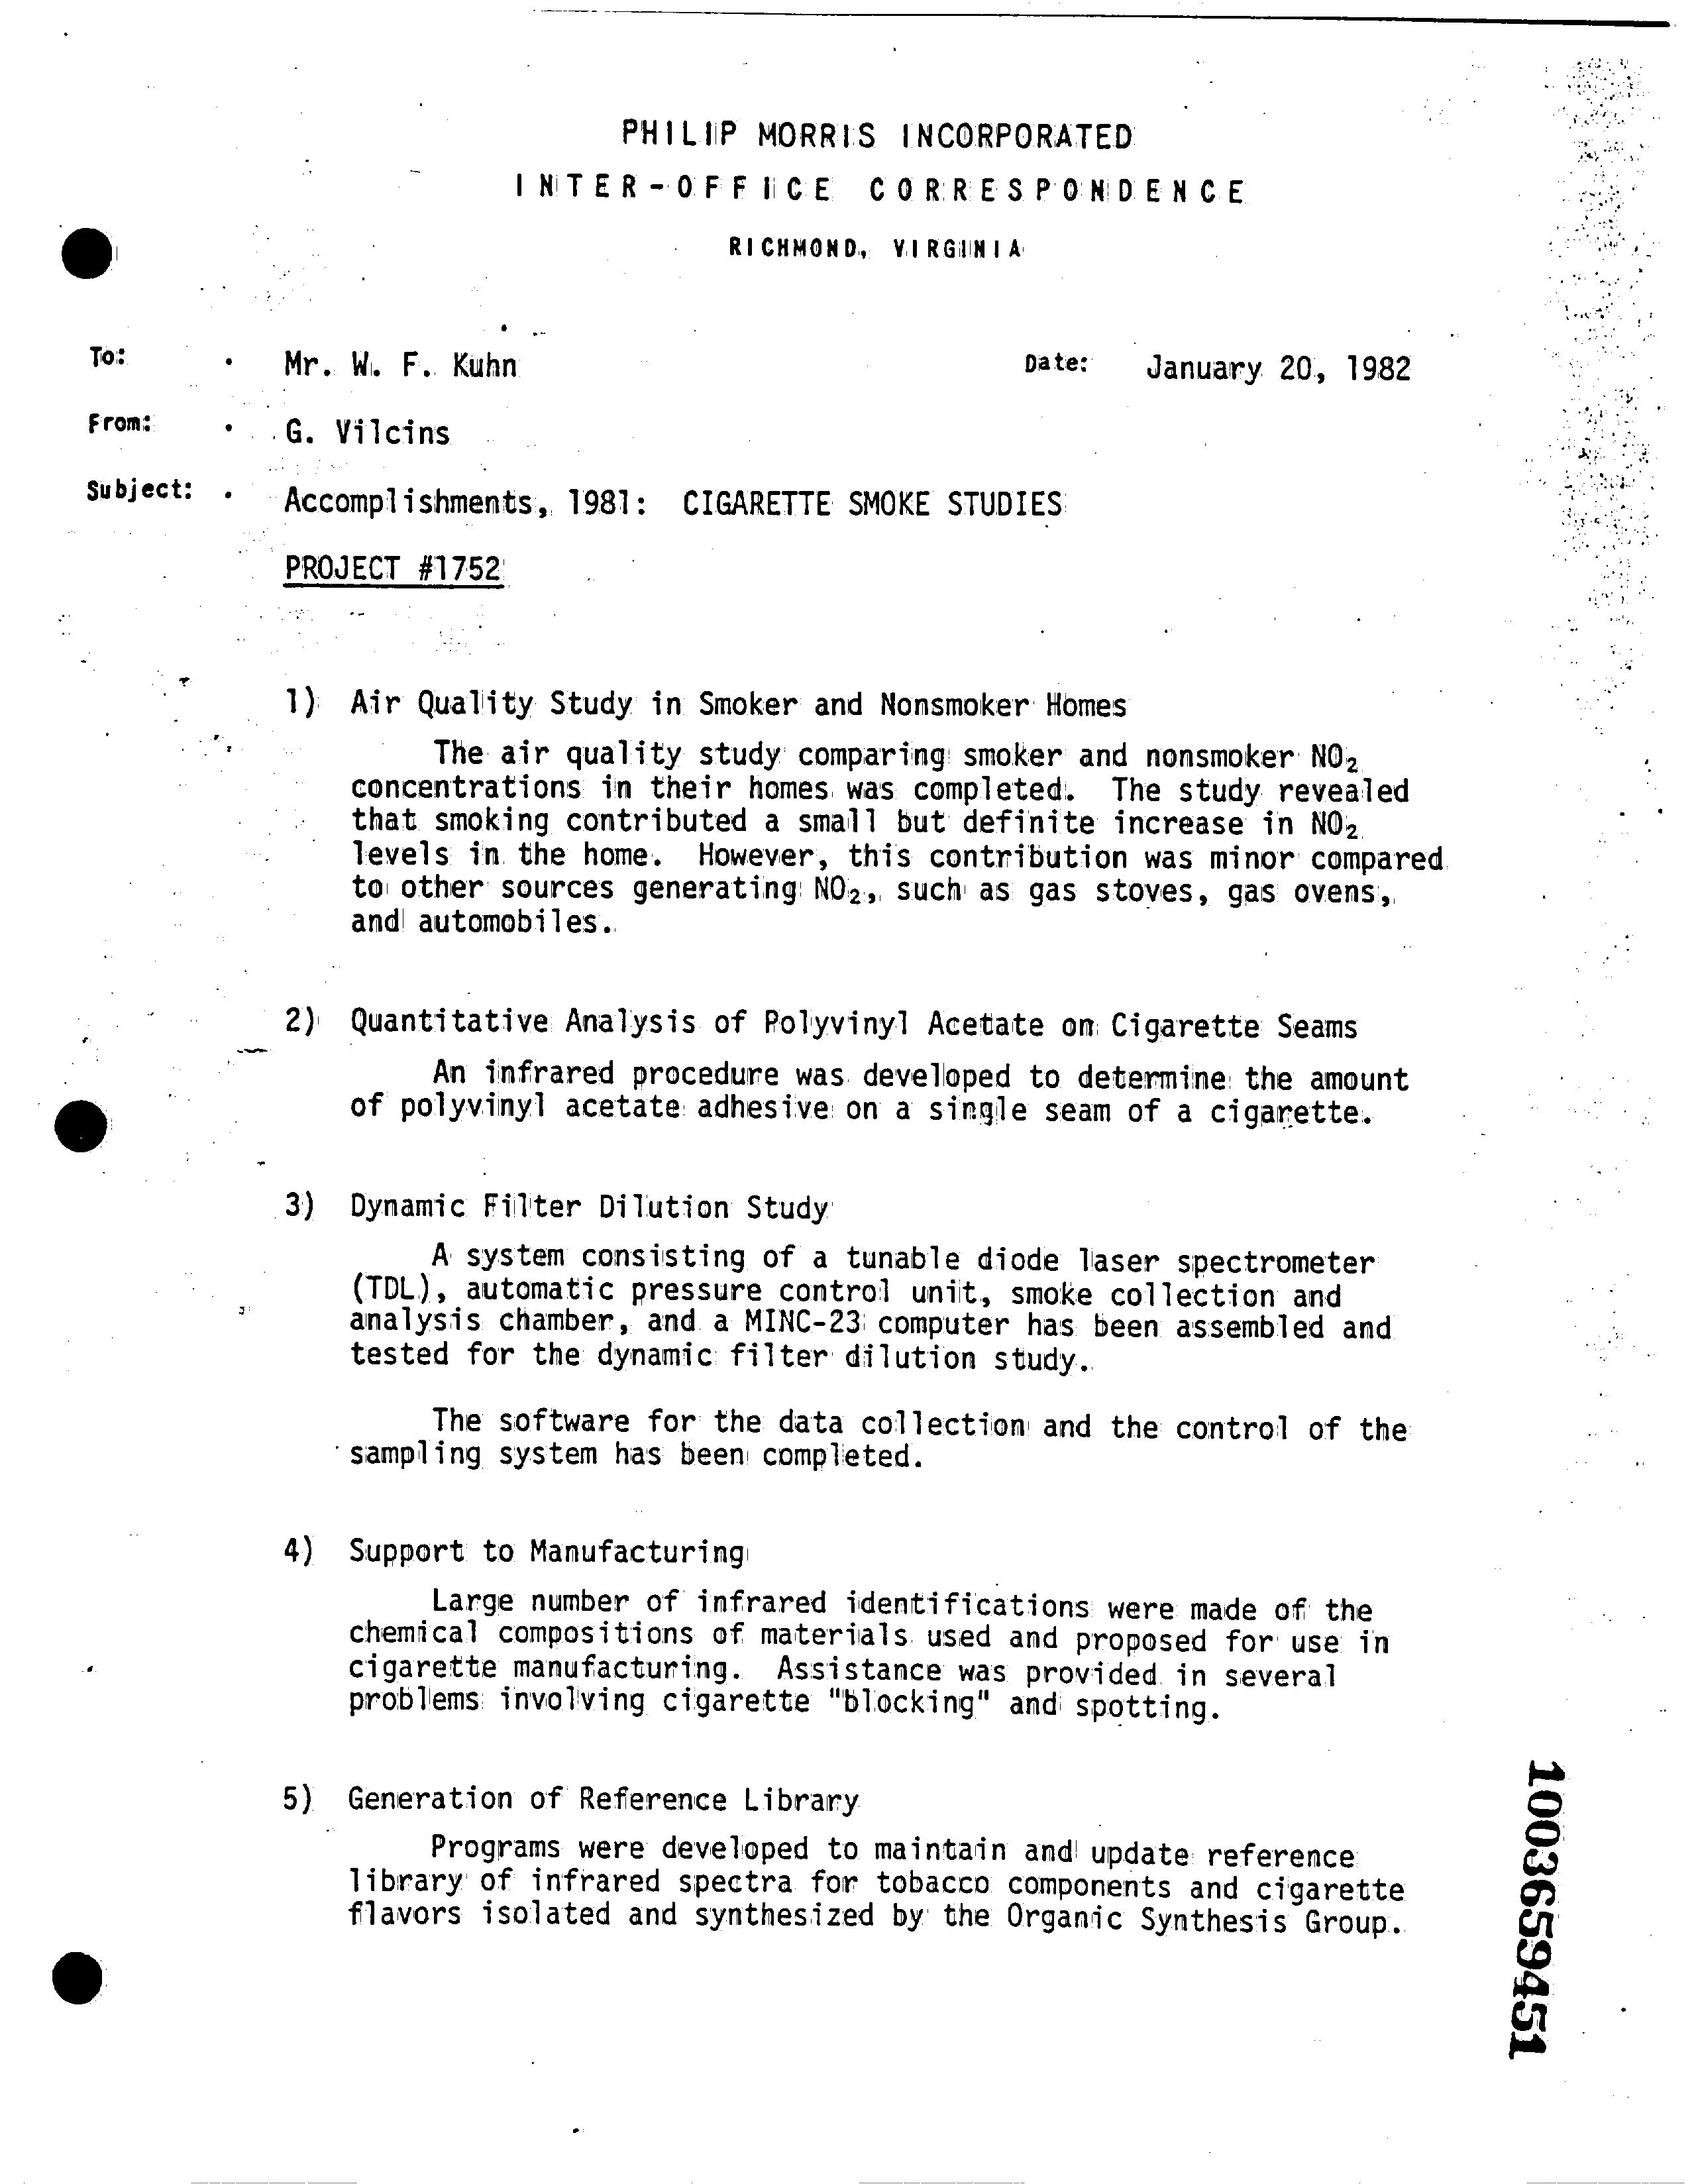 PHILIP MORRIS INCORPORATED
INTER-OFFICE CORRESPONDENCE
RICHMOND, VIRGINIA
To: Mr. W. F. Kuhn Date: January 20, 1982
From: G. Vilcins
Subject: Accomplishments, 1981: CIGARETTE SMOKE STUDIES
PROJECT #1752
1) Air Quality Study in Smoker and Nonsmoker Homes
The air quality study comparing smoker and nonsmoker NO₂
concentrations in their homes was completed. The study revealed
that smoking contributed a small but definite increase in NO₂
levels in the home. However, this contribution was minor compared
to other sources generating NO₂, such as gas stoves, gas ovens,
and automobiles.
2) Quantitative Analysis of Polyvinyl Acetate on Cigarette Seams
An infrared procedure was developed to determine the amount
of polyvinyl acetate adhesive on a single seam of a cigarette.
3) Dynamic Filter Dilution Study
A system consisting of a tunable diode laser spectrometer
(TDL), automatic pressure control unit, smoke collection and
analysis chamber, and a MINC-23 computer has been assembled and
tested for the dynamic filter dilution study.
The software for the data collection and the control of the
sampling system has been completed.
4) Support to Manufacturing
Large number of infrared identifications were made of the
chemical compositions of materials used and proposed for use in
cigarette manufacturing. Assistance was provided in several
problems involving cigarette "blocking" and spotting.
5) Generation of Reference Library
Programs were developed to maintain and update reference
library of infrared spectra for tobacco components and cigarette
flavors isolated and synthesized by the Organic Synthesis Group.
1003659451